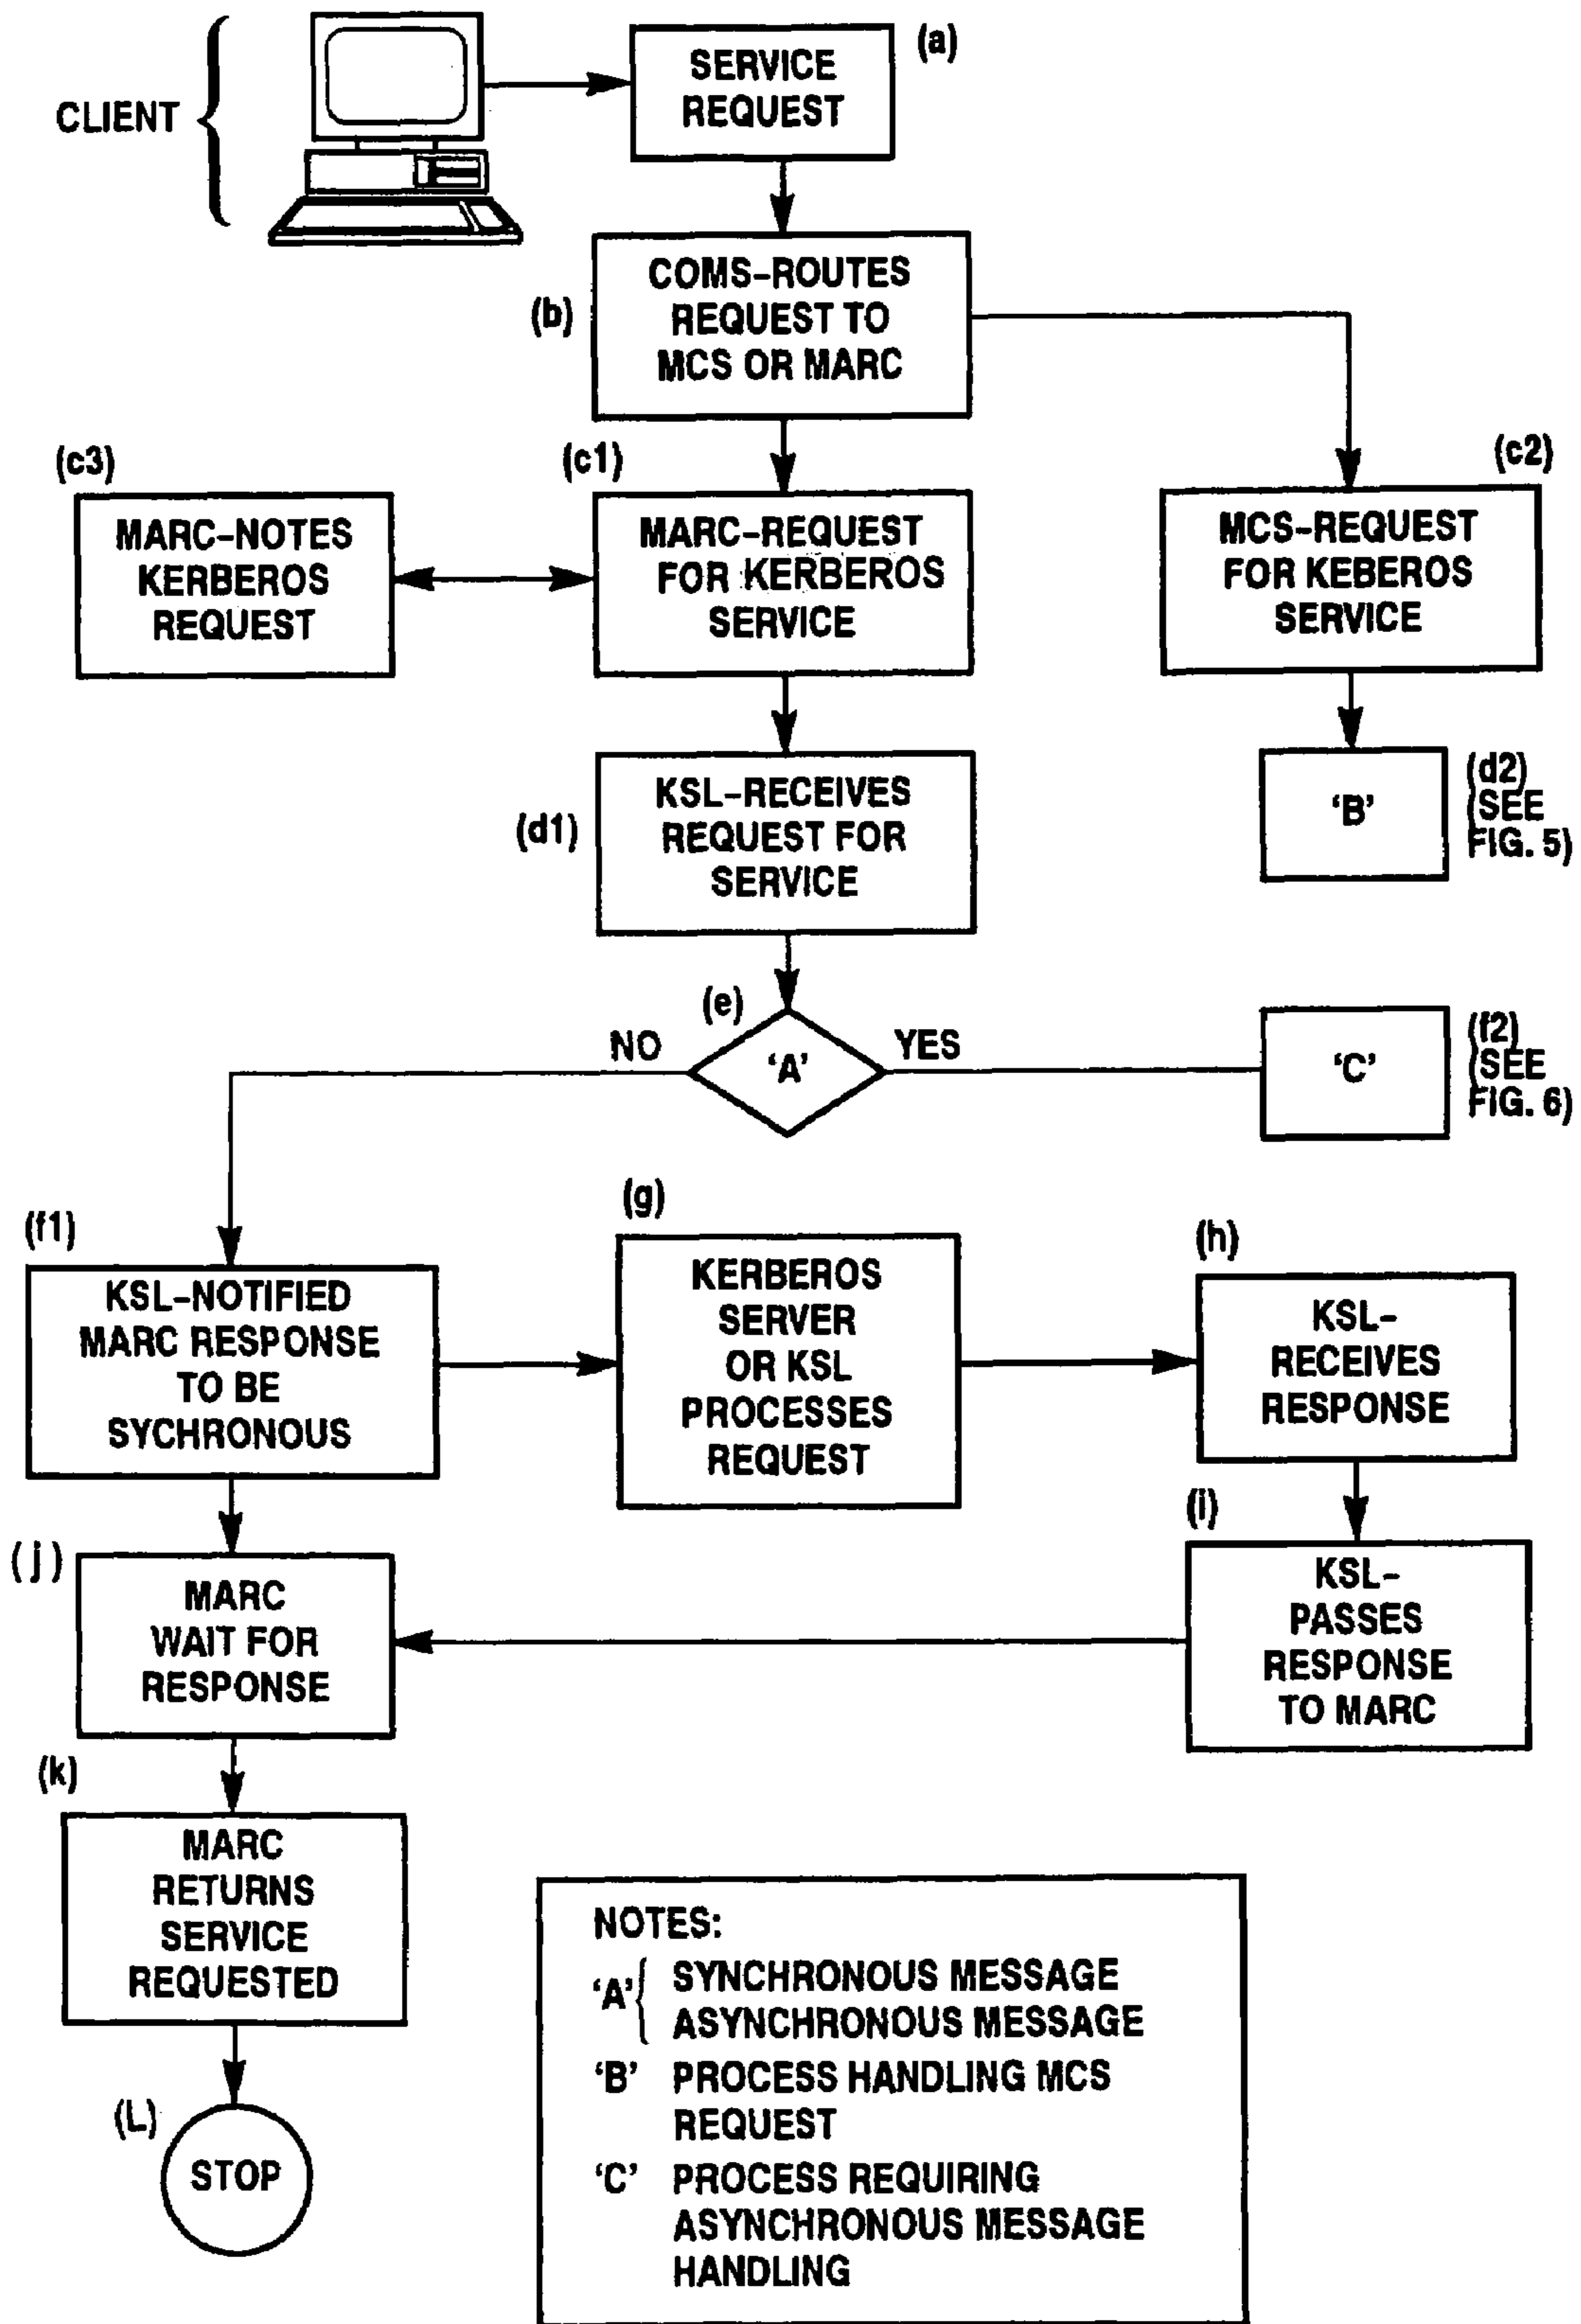 CLIENT
SERVICE
REQUEST
(a)
(b)
COMS-ROUTES
REQUEST TO
MCS OR MARC
(c3)
MARC-NOTES
KERBEROS
REQUEST
(c1)
MARC-REQUEST
FOR KERBEROS
SERVICE
(c2)
MCS-REQUEST
FOR KEBEROS
SERVICE
(d1)
KSL-RECEIVES
REQUEST FOR
SERVICE
'B'
(d2)
(SEE
FIG. 5)
(e)
NO
'A'
YES
'C'
(f2)
(SEE
FIG. 6)
(f1)
KSL-NOTIFIED
MARC RESPONSE
TO BE
SYCHRONOUS
(g)
KERBEROS
SERVER
OR KSL
PROCESSES
REQUEST
(h)
KSL-
RECEIVES
RESPONSE
(i)
KSL-
PASSES
RESPONSE
TO MARC
(j)
MARC
WAIT FOR
RESPONSE
(k)
MARC
RETURNS
SERVICE
REQUESTED
(L)
STOP
NOTES:
'A' SYNCHRONOUS MESSAGE
ASYNCHRONOUS MESSAGE
'B' PROCESS HANDLING MCS
REQUEST
'C' PROCESS REQUIRING
ASYNCHRONOUS MESSAGE
HANDLING